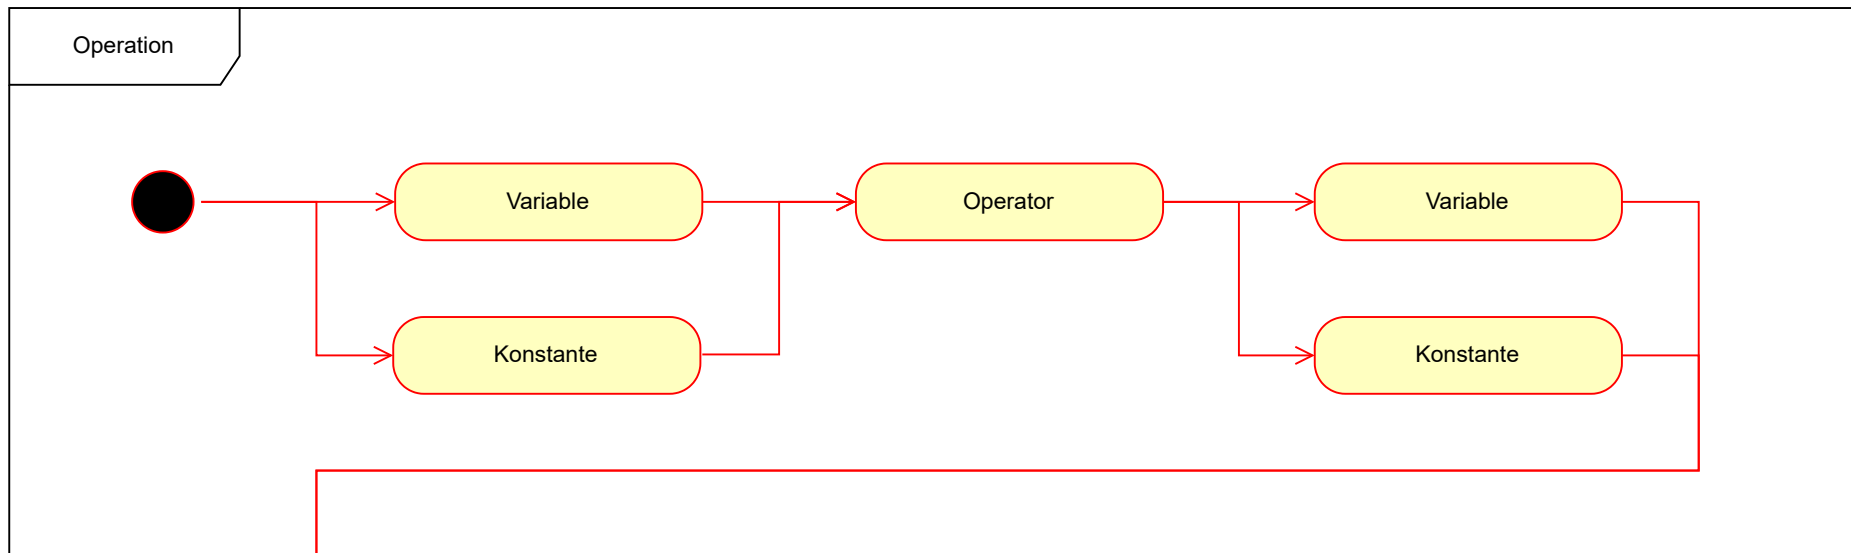 Operation
Variable
Operator
Variable
Konstante
Konstante